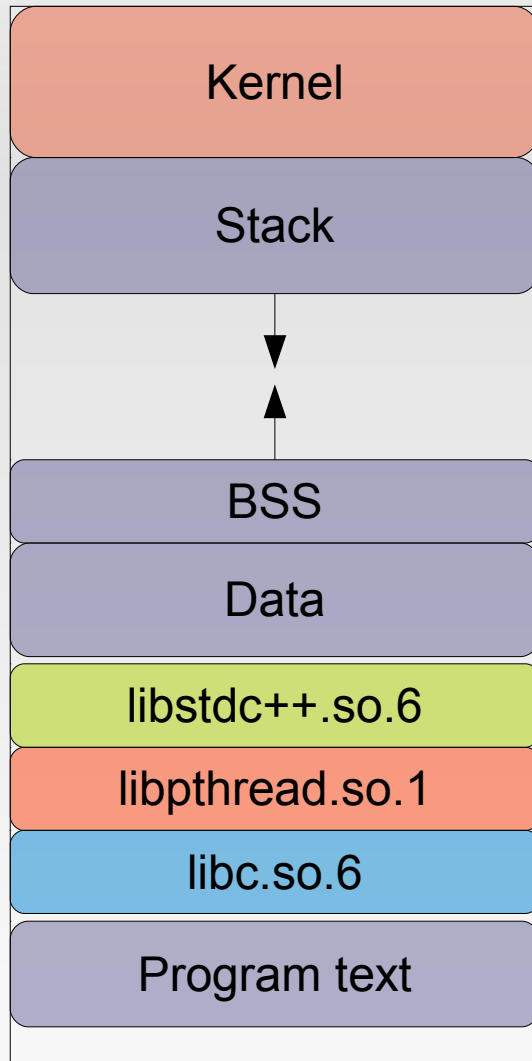 Kernel
Stack
BSS
Data
libstdc++.so.6
libpthread.so.1
libc.so.6
Program text